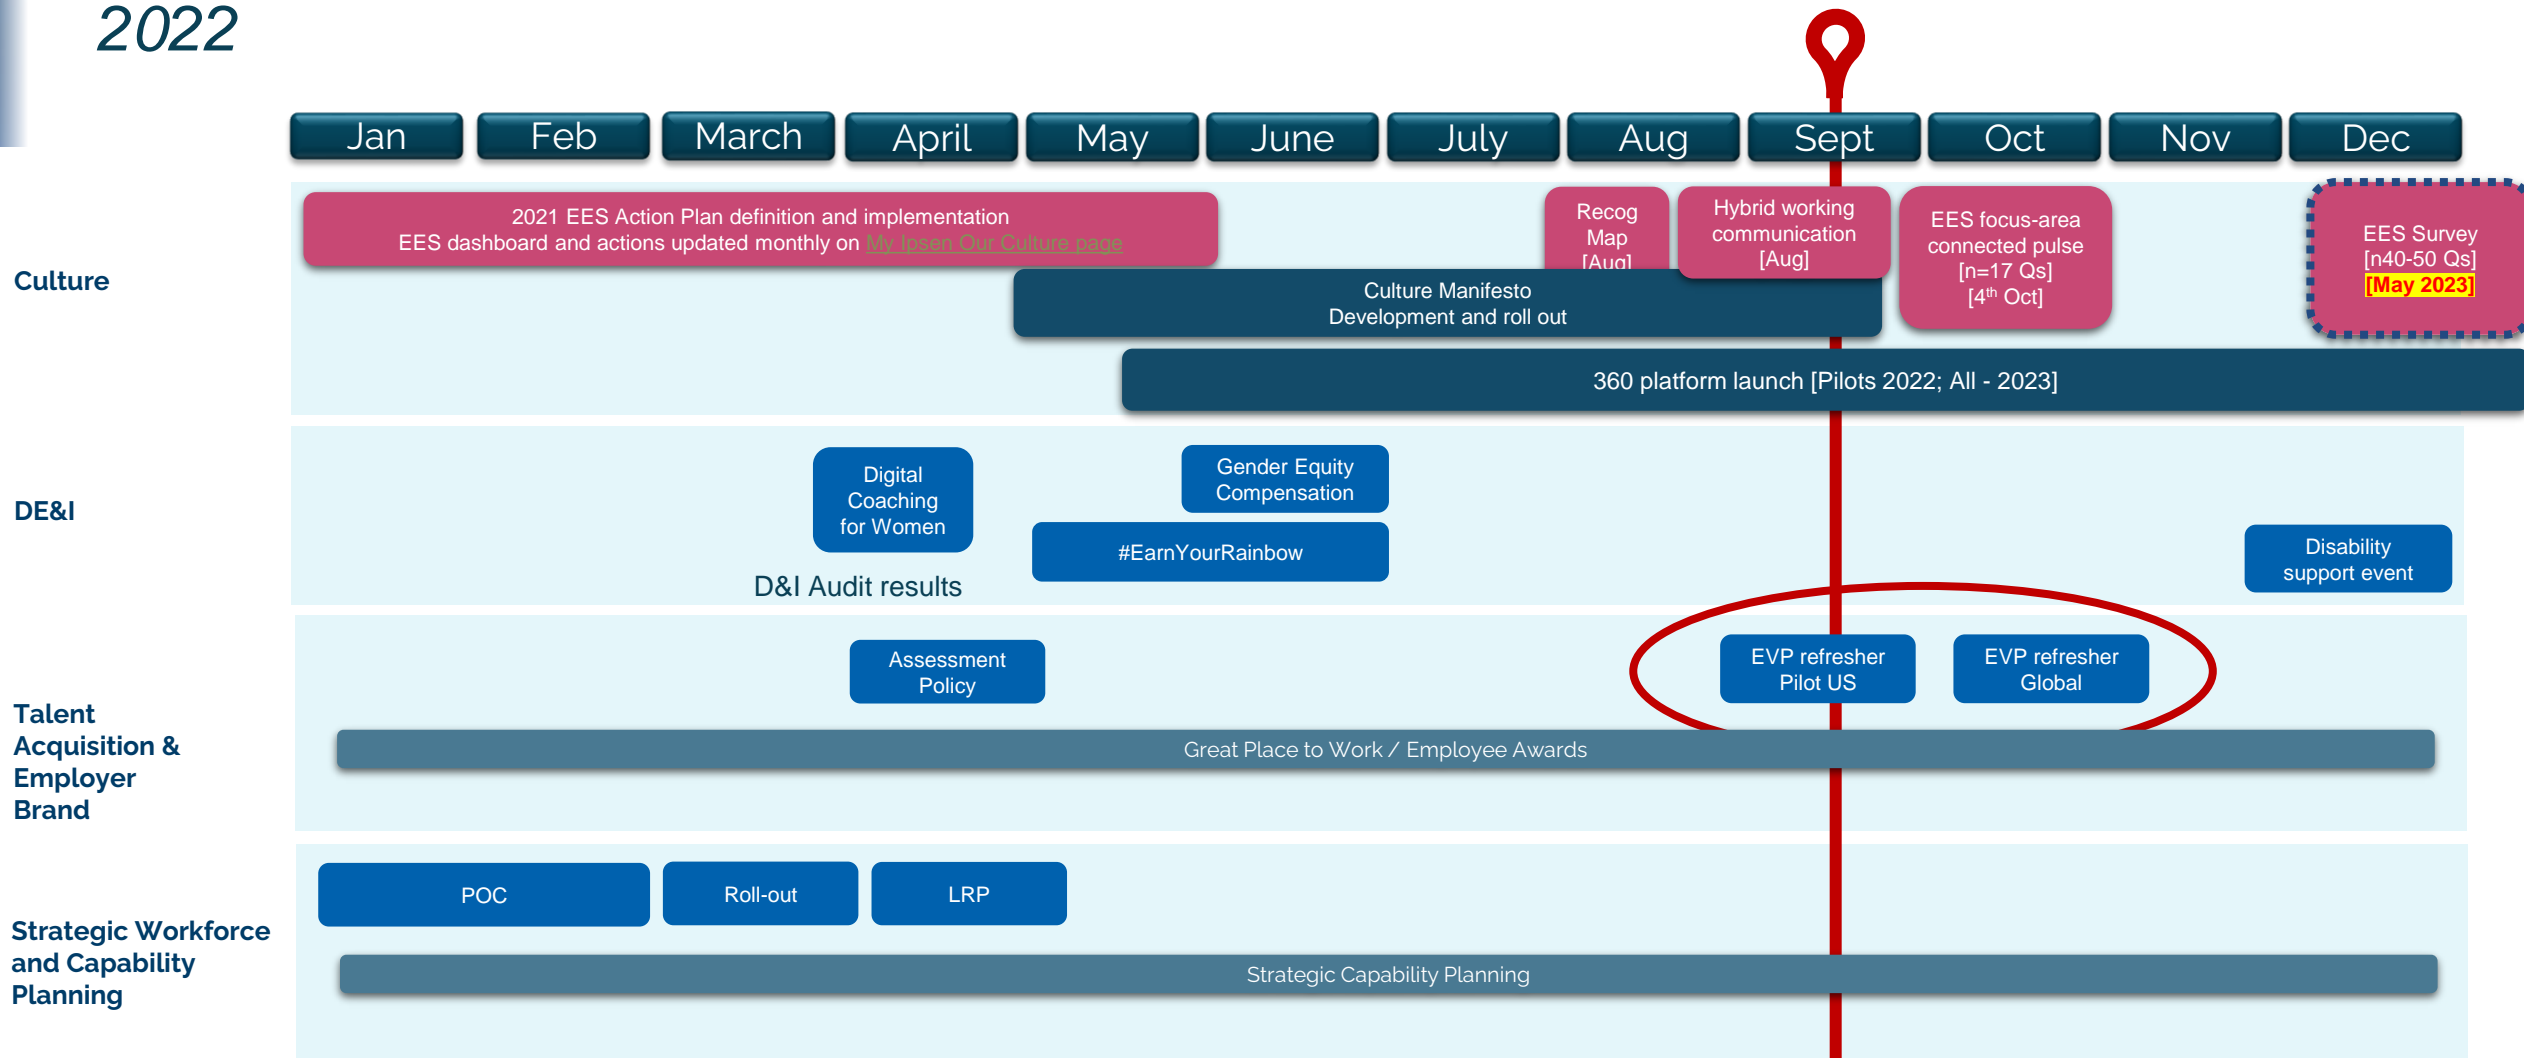 2022
Jan
Feb
March
April
May
June
July
Aug
Sept
Oct
Nov
Dec
Culture
2021 EES Action Plan definition and implementation
EES dashboard and actions updated monthly on My Ipsen Our Culture page
Recog
Map
[Aug]
Hybrid working
communication
[Aug]
EES focus-area
connected pulse
[n=17 Qs]
[4th Oct]
EES Survey
[n40-50 Qs]
[May 2023]
Culture Manifesto
Development and roll out
360 platform launch [Pilots 2022; All - 2023]
DE&I
Digital
Coaching
for Women
Gender Equity
Compensation
#EarnYourRainbow
D&I Audit results
Disability
support event
Talent
Acquisition &
Employer
Brand
Assessment
Policy
EVP refresher
Pilot US
EVP refresher
Global
Great Place to Work / Employee Awards
Strategic Workforce
and Capability
Planning
POC
Roll-out
LRP
Strategic Capability Planning